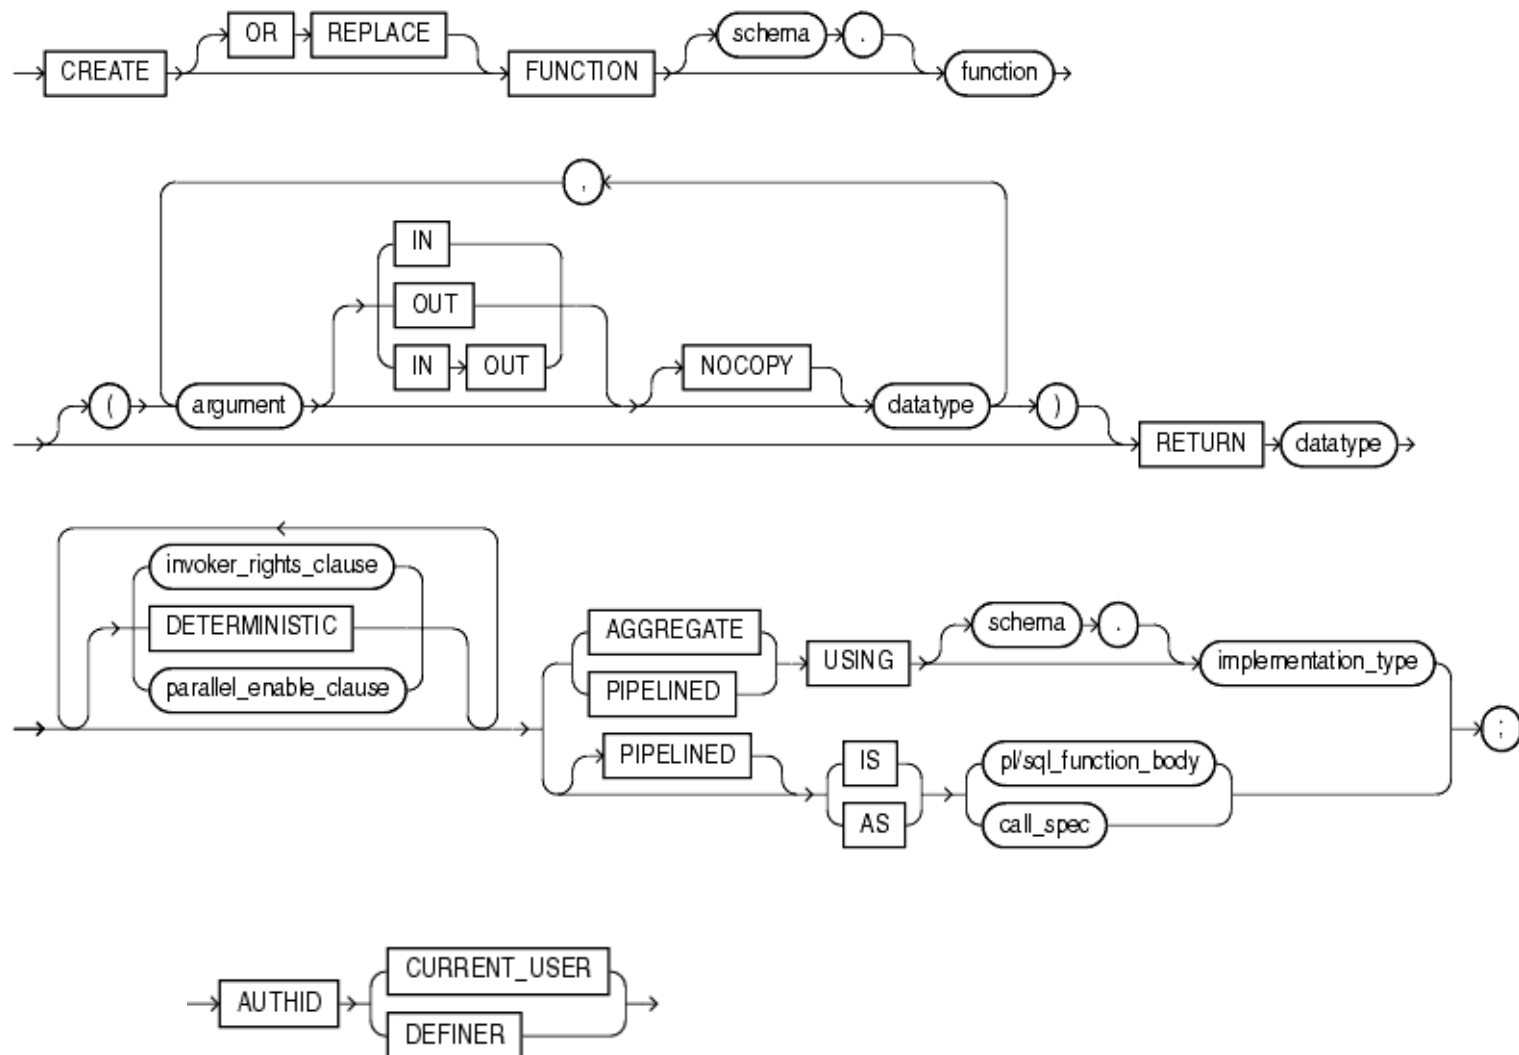 OR REPLACE schema .
CREATE FUNCTION function
,
IN
OUT
IN OUT NOCOPY
( argument datatype )
RETURN datatype
invoker_rights_clause
DETERMINISTIC
parallel_enable_clause
AGGREGATE schema .
USING implementation_type
PIPELINED
PIPELINED IS pl/sql_function_body ;
AS call_spec
CURRENT_USER
AUTHID
DEFINER